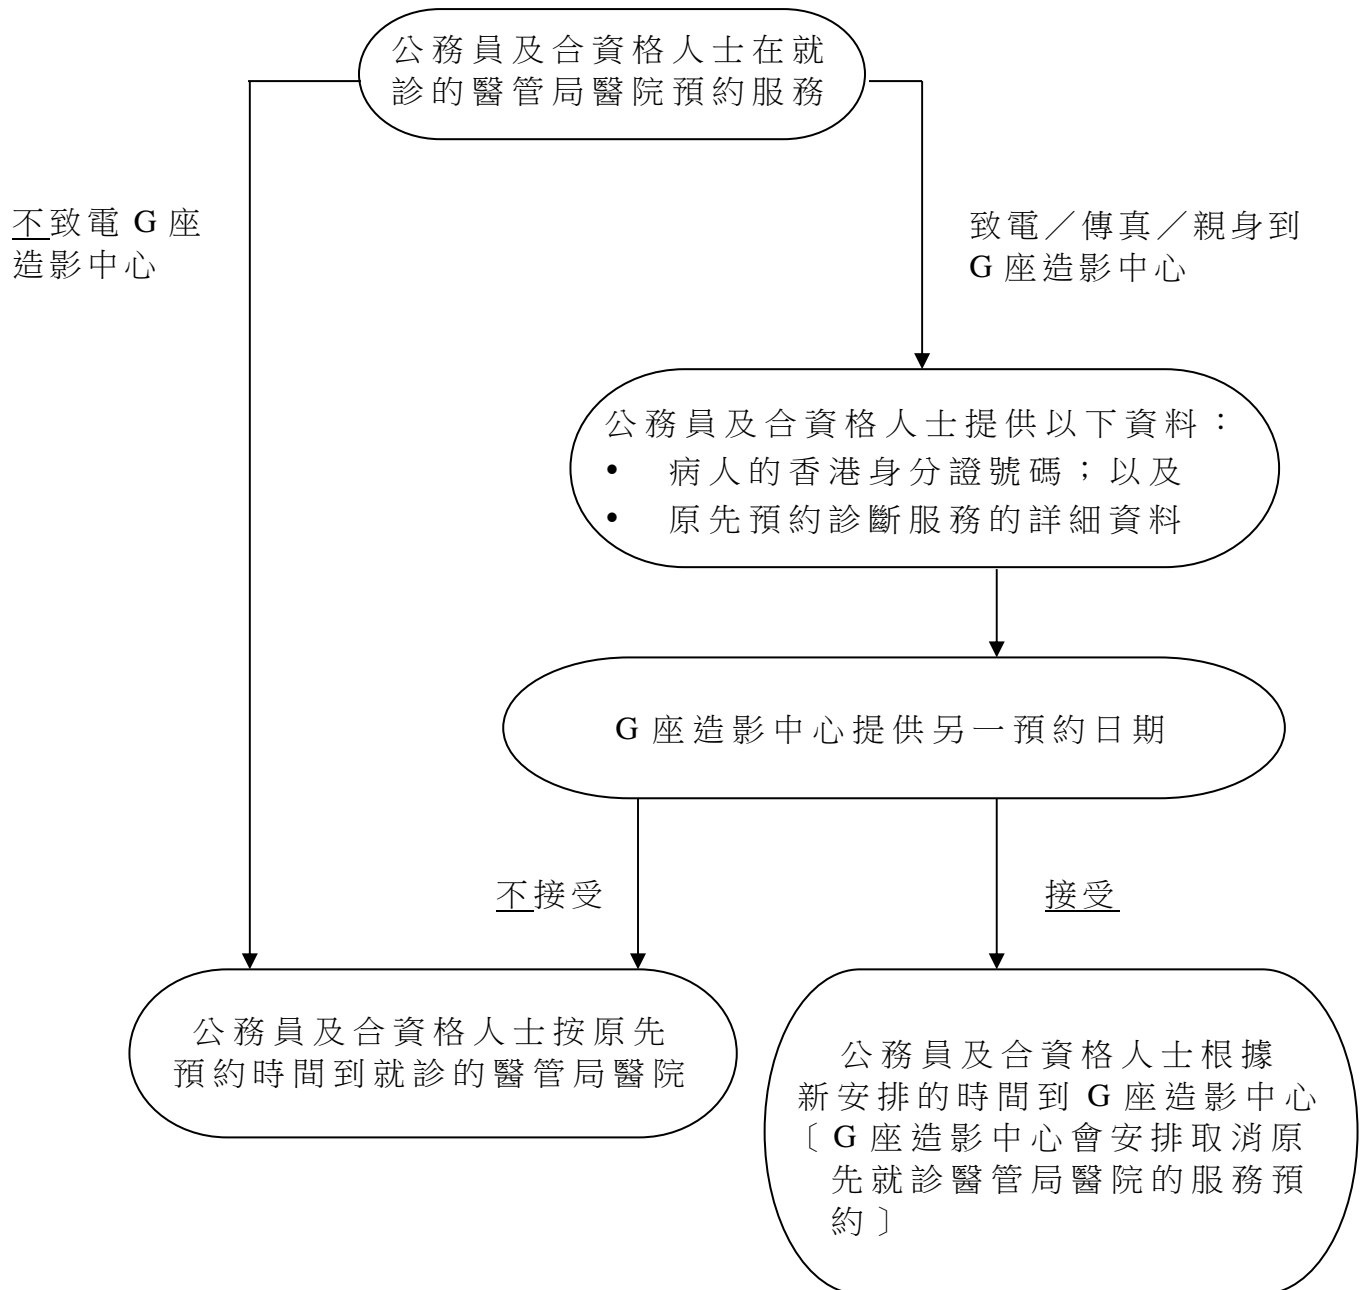 公務員及合資格人士在就
診的醫管局醫院預約服務
不致電 G 座
造影中心
致電／傳真／親身到
G 座造影中心
公務員及合資格人士提供以下資料：
• 病人的香港身分證號碼；以及
• 原先預約診斷服務的詳細資料
G 座造影中心提供另一預約日期
不接受
接受
公務員及合資格人士按原先
預約時間到就診的醫管局醫院
公務員及合資格人士根據
新安排的時間到 G 座造影中心
〔G 座造影中心會安排取消原
先就診醫管局醫院的服務預
約〕